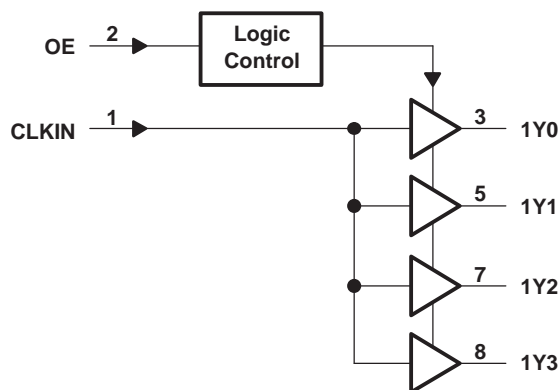 OE 2 Logic
Control
CLKIN 1 3 1Y0
5 1Y1
7 1Y2
8 1Y3